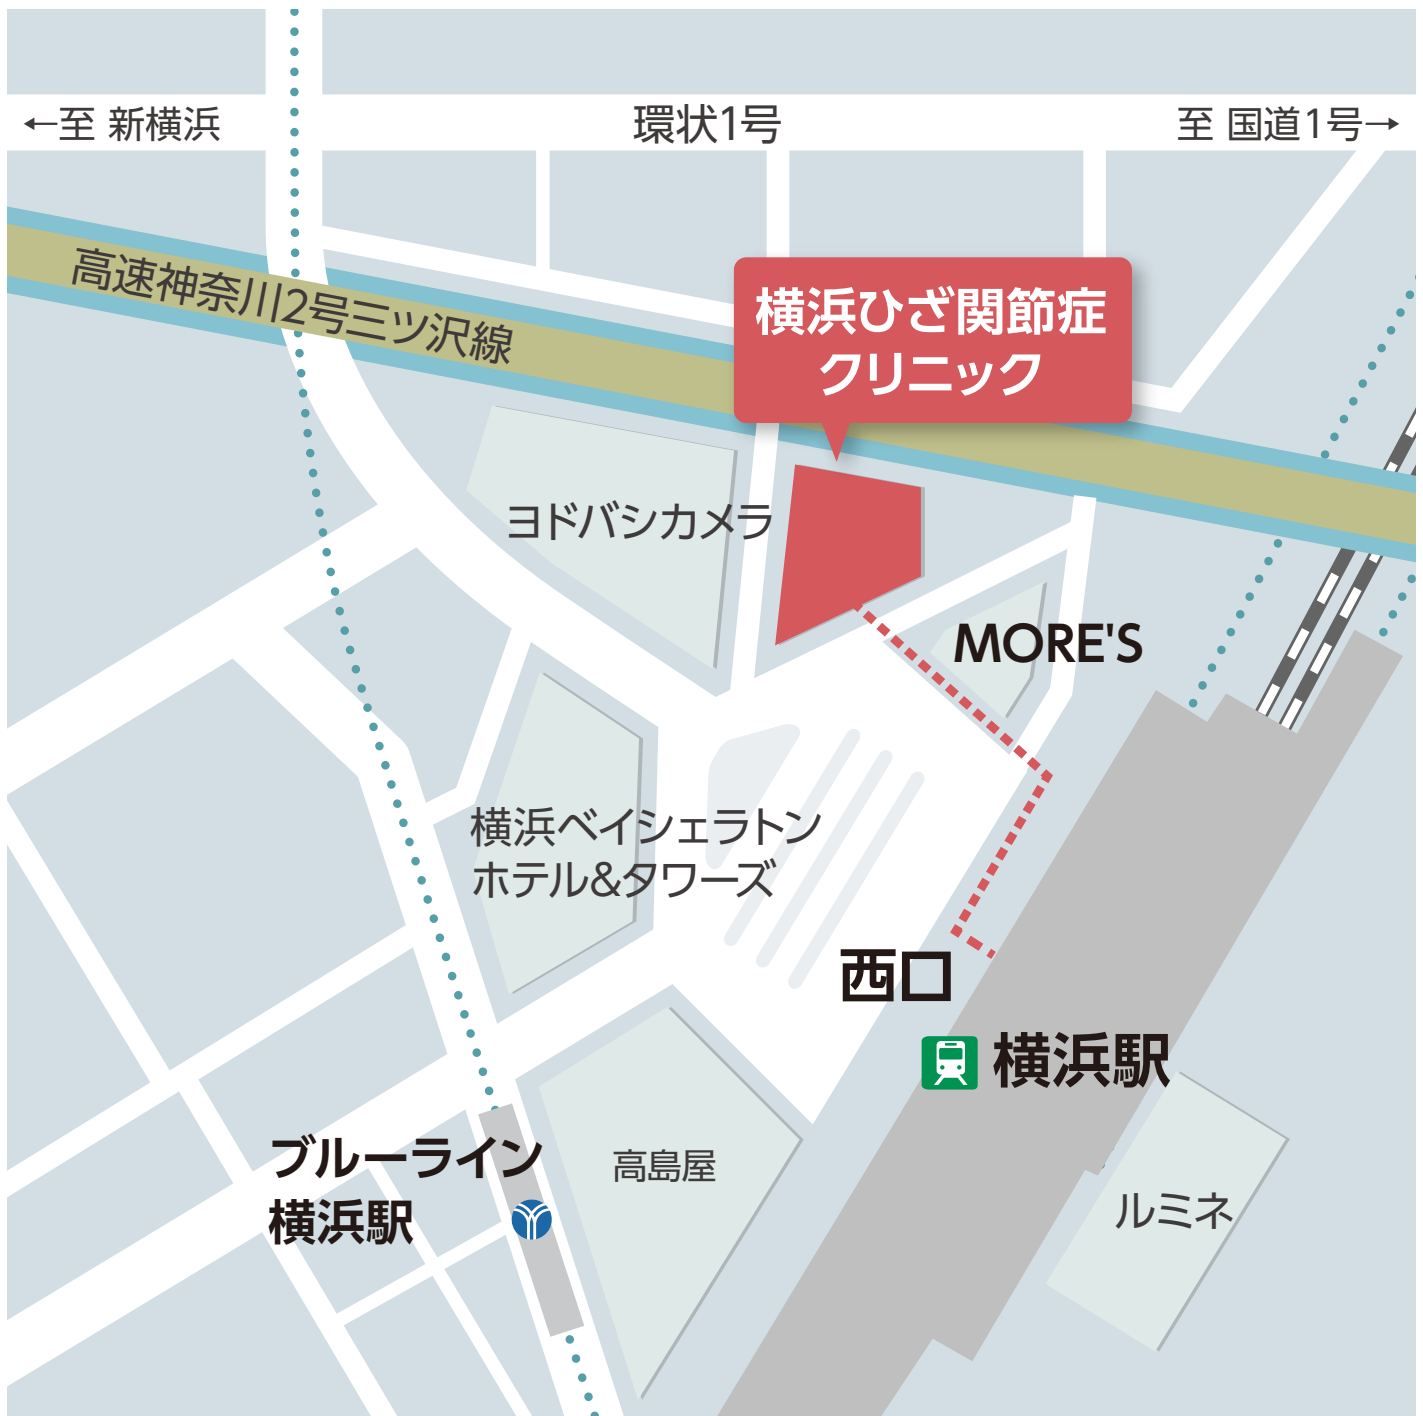 ←至 新横浜
環状1号
至 国道1号→
高速神奈川2号三ツ沢線
横浜ひざ関節症
クリニック
ヨドバシカメラ
MORE'S
横浜ベイシェラトン
ホテル&タワーズ
西口
横浜駅
ブルーライン
横浜駅
高島屋
ルミネ